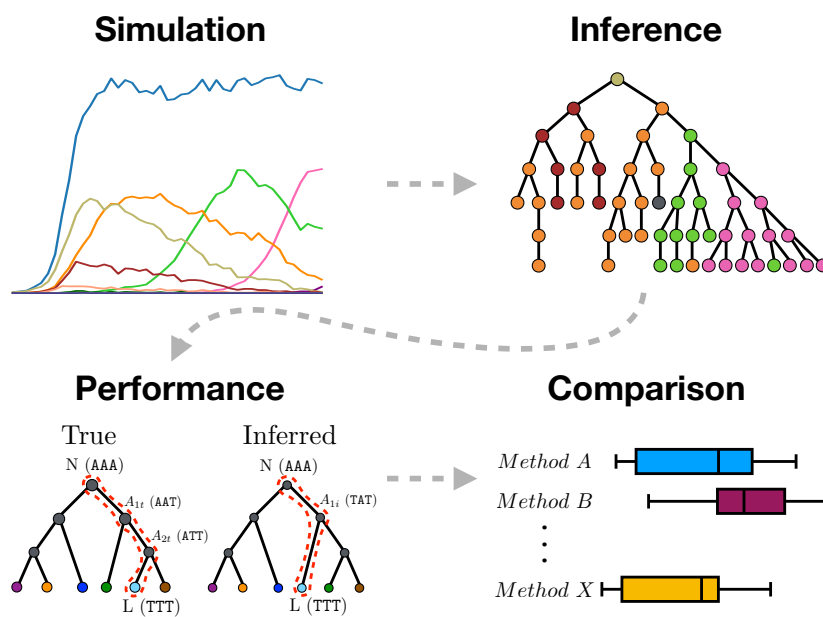 Simulation
Inference
Performance
True
Inferred
N (AAA)
N (AAA)
A₁ₜ (AAT)
A₁ᵢ (TAT)
A₂ₜ (ATT)
L (TTT)
L (TTT)
Comparison
Method A
Method B
Method X